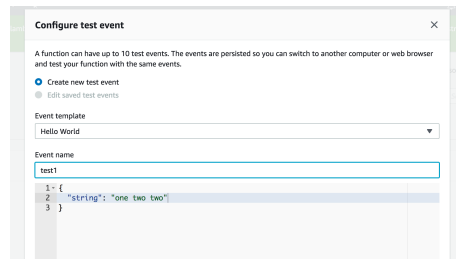 Configure test event
A function can have up to 10 test events. The events are persisted so you can switch to another computer or web browser
and test your function with the same events.
Create new test event
Edit saved test events
Event template
Hello World
Event name
test1
1 {
2 "string": "one two two"
3 }